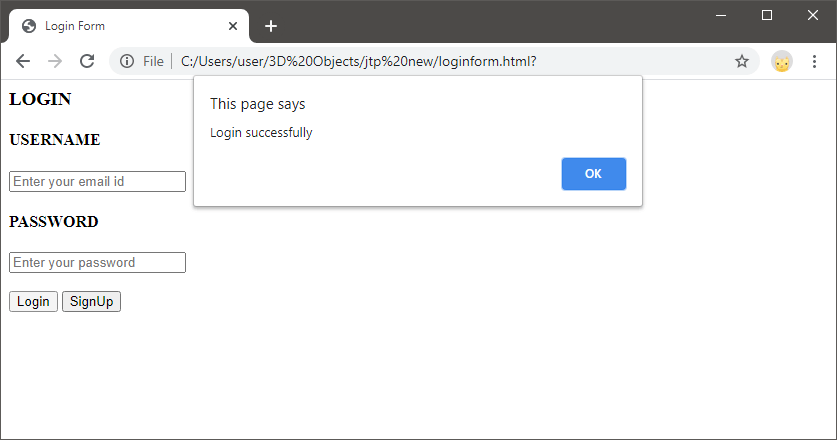 Login Form
File C:/Users/user/3D%20Objects/jtp%20new/loginform.html?
This page says
Login successfully
OK
LOGIN
USERNAME
Enter your email id
PASSWORD
Enter your password
Login SignUp